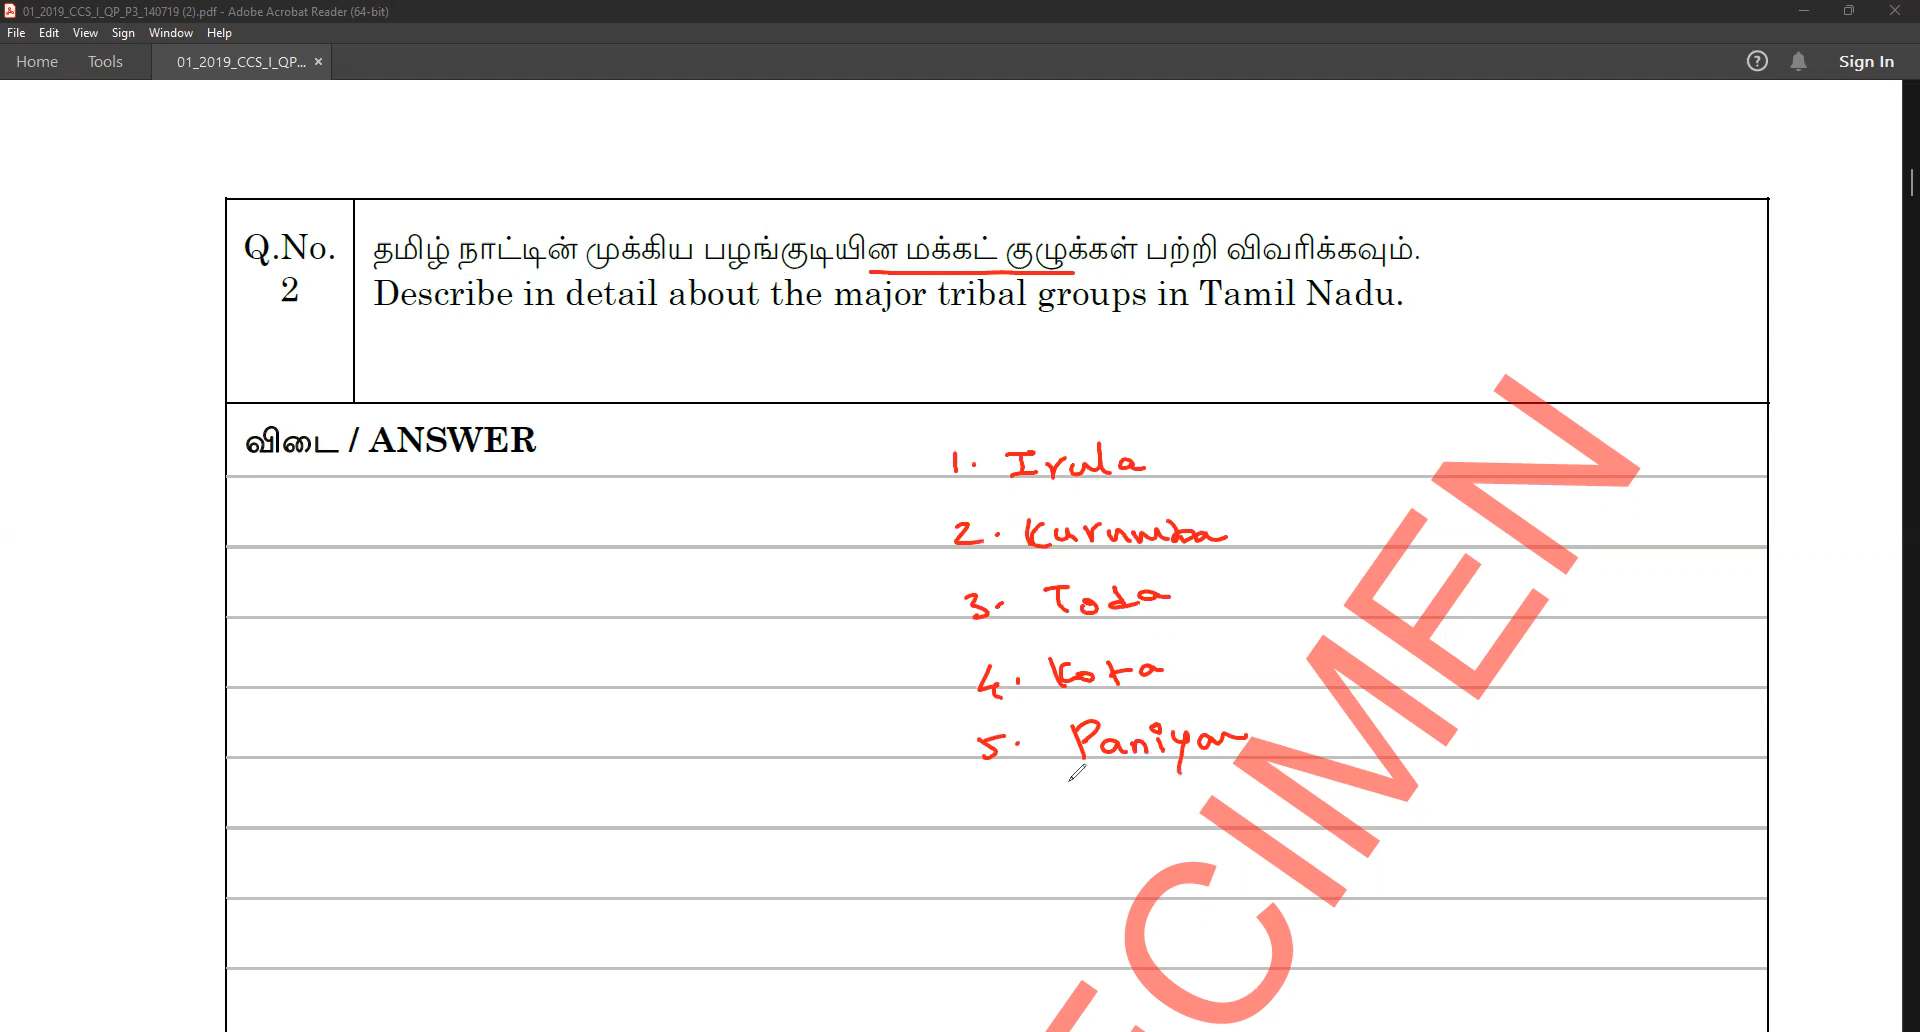 01_2019_CCS_I_QP_P3_140719 (2).pdf - Adobe Acrobat Reader (64-bit)
File Edit View Sign Window Help
Home Tools 01_2019_CCS_I_QP... × ? Sign In
Q.No. தமிழ் நாட்டின் முக்கிய பழங்குடியின மக்கட் குழுக்கள் பற்றி விவரிக்கவும்.
2 Describe in detail about the major tribal groups in Tamil Nadu.
விடை / ANSWER
1. Irula
2. Kurumba
3. Toda
4. Kota
5. Paniyan
ECIMEN